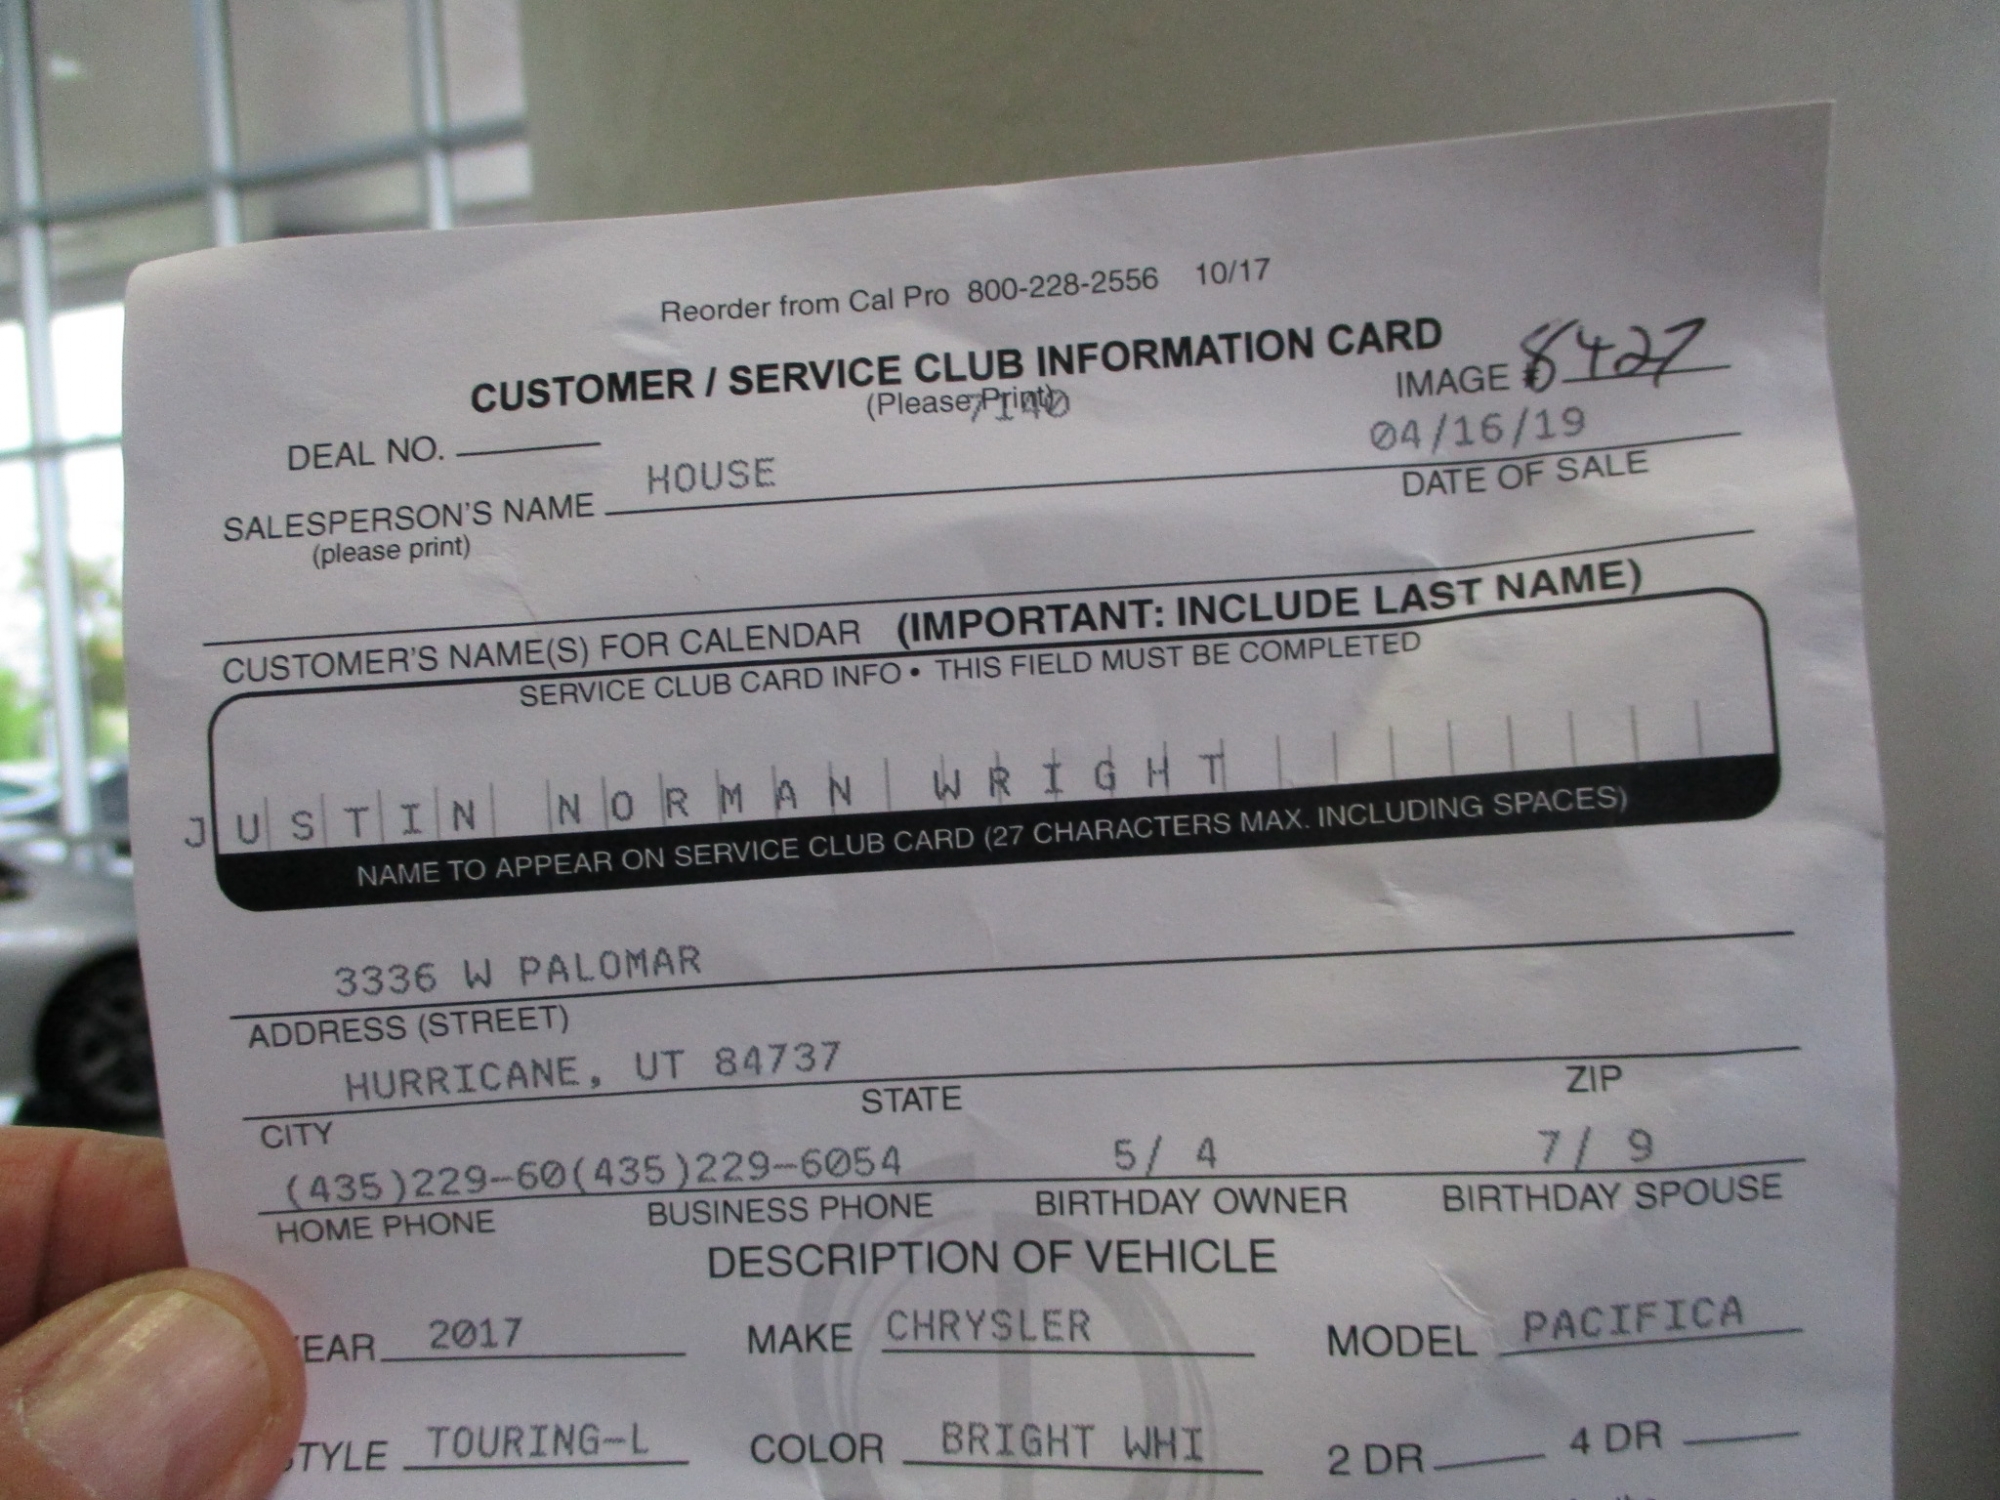 Reorder from Cal Pro 800-228-2556 10/17
CUSTOMER / SERVICE CLUB INFORMATION CARD
(Please Print) 7140
IMAGE # 8427
DEAL NO.
04/16/19
SALESPERSON'S NAME HOUSE
DATE OF SALE
(please print)
CUSTOMER'S NAME(S) FOR CALENDAR (IMPORTANT: INCLUDE LAST NAME)
SERVICE CLUB CARD INFO • THIS FIELD MUST BE COMPLETED
JUSTIN NORMAN WRIGHT
NAME TO APPEAR ON SERVICE CLUB CARD (27 CHARACTERS MAX. INCLUDING SPACES)
3336 W PALOMAR
ADDRESS (STREET)
HURRICANE, UT 84737
CITY STATE ZIP
(435)229-60(435)229-6054 5/ 4 7/ 9
HOME PHONE BUSINESS PHONE BIRTHDAY OWNER BIRTHDAY SPOUSE
DESCRIPTION OF VEHICLE
EAR 2017 MAKE CHRYSLER MODEL PACIFICA
TYLE TOURING-L COLOR BRIGHT WHI 2 DR 4 DR